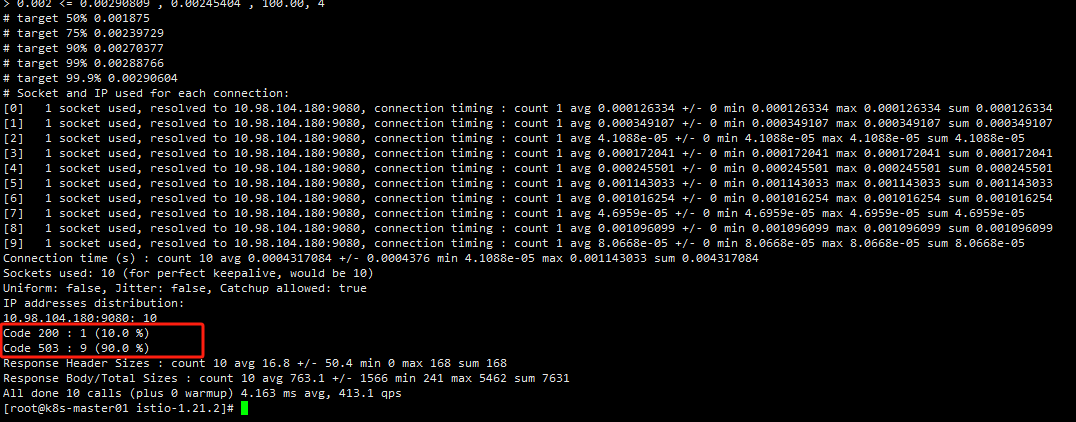 > 0.002 <= 0.00290809 , 0.00245404 , 100.00, 4
# target 50% 0.001875
# target 75% 0.00239729
# target 90% 0.00270377
# target 99% 0.00288766
# target 99.9% 0.00290604
# Socket and IP used for each connection:
[0]   1 socket used, resolved to 10.98.104.180:9080, connection timing : count 1 avg 0.000126334 +/- 0 min 0.000126334 max 0.000126334 sum 0.000126334
[1]   1 socket used, resolved to 10.98.104.180:9080, connection timing : count 1 avg 0.000349107 +/- 0 min 0.000349107 max 0.000349107 sum 0.000349107
[2]   1 socket used, resolved to 10.98.104.180:9080, connection timing : count 1 avg 4.1088e-05 +/- 0 min 4.1088e-05 max 4.1088e-05 sum 4.1088e-05
[3]   1 socket used, resolved to 10.98.104.180:9080, connection timing : count 1 avg 0.000172041 +/- 0 min 0.000172041 max 0.000172041 sum 0.000172041
[4]   1 socket used, resolved to 10.98.104.180:9080, connection timing : count 1 avg 0.000245501 +/- 0 min 0.000245501 max 0.000245501 sum 0.000245501
[5]   1 socket used, resolved to 10.98.104.180:9080, connection timing : count 1 avg 0.001143033 +/- 0 min 0.001143033 max 0.001143033 sum 0.001143033
[6]   1 socket used, resolved to 10.98.104.180:9080, connection timing : count 1 avg 0.001016254 +/- 0 min 0.001016254 max 0.001016254 sum 0.001016254
[7]   1 socket used, resolved to 10.98.104.180:9080, connection timing : count 1 avg 4.6959e-05 +/- 0 min 4.6959e-05 max 4.6959e-05 sum 4.6959e-05
[8]   1 socket used, resolved to 10.98.104.180:9080, connection timing : count 1 avg 0.001096099 +/- 0 min 0.001096099 max 0.001096099 sum 0.001096099
[9]   1 socket used, resolved to 10.98.104.180:9080, connection timing : count 1 avg 8.0668e-05 +/- 0 min 8.0668e-05 max 8.0668e-05 sum 8.0668e-05
Connection time (s) : count 10 avg 0.0004317084 +/- 0.0004376 min 4.1088e-05 max 0.001143033 sum 0.004317084
Sockets used: 10 (for perfect keepalive, would be 10)
Uniform: false, Jitter: false, Catchup allowed: true
IP addresses distribution:
10.98.104.180:9080: 10
Code 200 : 1 (10.0 %)
Code 503 : 9 (90.0 %)
Response Header Sizes : count 10 avg 16.8 +/- 50.4 min 0 max 168 sum 168
Response Body/Total Sizes : count 10 avg 763.1 +/- 1566 min 241 max 5462 sum 7631
All done 10 calls (plus 0 warmup) 4.163 ms avg, 413.1 qps
[root@k8s-master01 istio-1.21.2]#